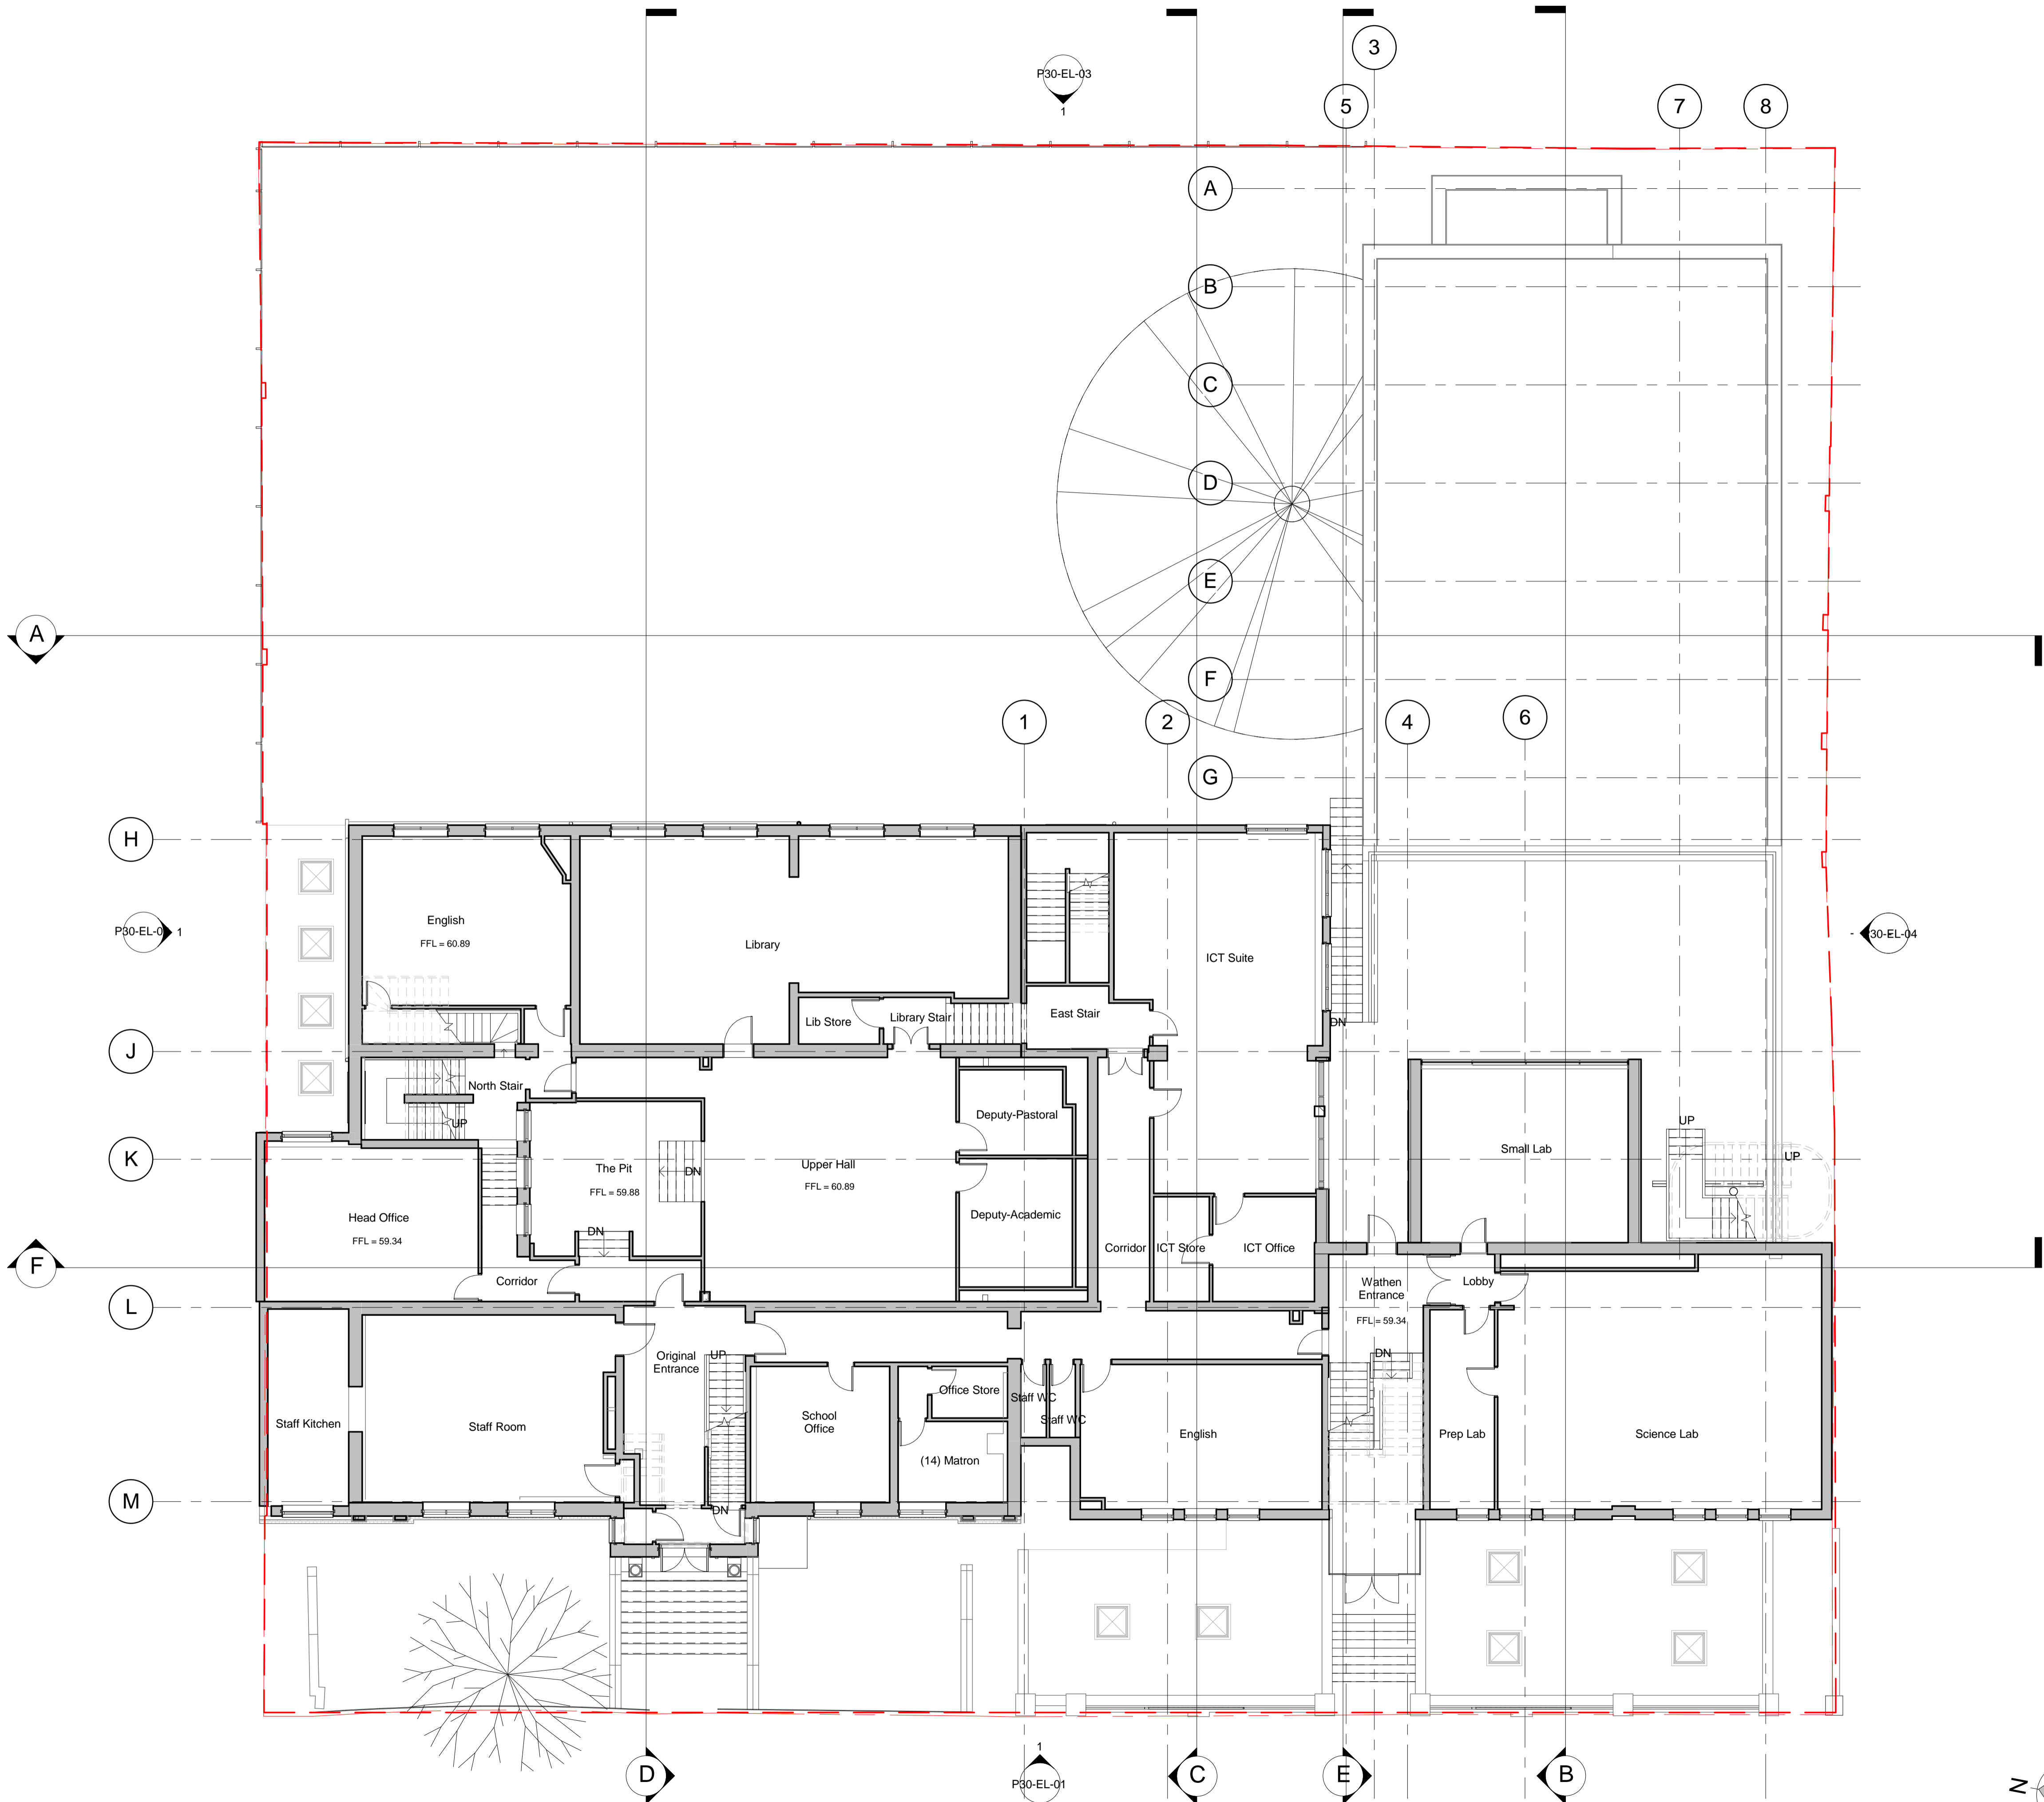 3
P30-EL-03
1
5
7
8
A
B
C
D
E
A
F
1
2
4
6
G
H
English
FFL = 60.89
Library
ICT Suite
P30-EL-0
1
-
30-EL-04
Lib Store
Library Stair
East Stair
DN
J
North Stair
UP
Deputy-Pastoral
UP
Small Lab
UP
K
The Pit
FFL = 59.88
DN
Upper Hall
FFL = 60.89
Head Office
FFL = 59.34
DN
Deputy-Academic
Corridor
ICT Store
ICT Office
F
Corridor
Wathen
Entrance
FFL = 59.34
Lobby
L
Original
Entrance
UP
DN
Office Store
Staff WC
Staff WC
Staff Kitchen
Staff Room
School
Office
English
Prep Lab
Science Lab
(14) Matron
M
DN
1
P30-EL-01
D
C
E
B
N